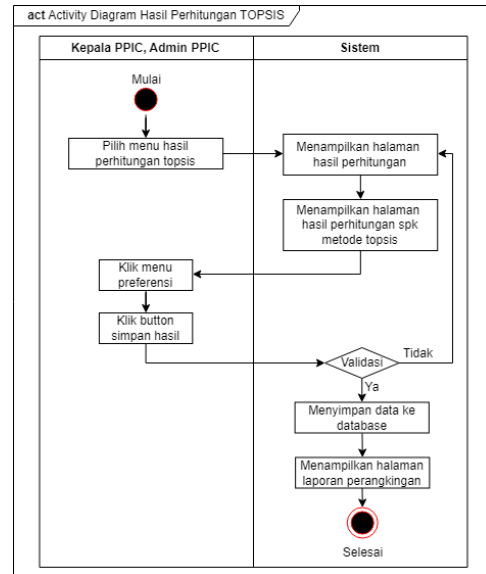 act Activity Diagram Hasil Perhitungan TOPSIS
Kepala PPIC, Admin PPIC
Sistem
Mulai
Pilih menu hasil
perhitungan topsis
Menampilkan halaman
hasil perhitungan
Menampilkan halaman
hasil perhitungan spk
metode topsis
Klik menu
preferensi
Klik button
simpan hasil
Validasi
Tidak
Ya
Menyimpan data ke
database
Menampilkan halaman
laporan perangkingan
Selesai